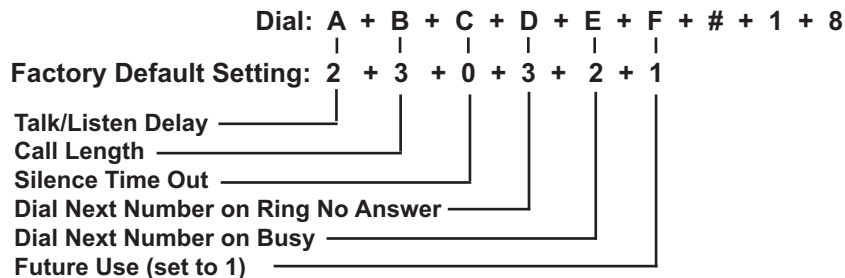 Dial: A + B + C + D + E + F + # + 1 + 8
Factory Default Setting: 2 + 3 + 0 + 3 + 2 + 1
Talk/Listen Delay
Call Length
Silence Time Out
Dial Next Number on Ring No Answer
Dial Next Number on Busy
Future Use (set to 1)